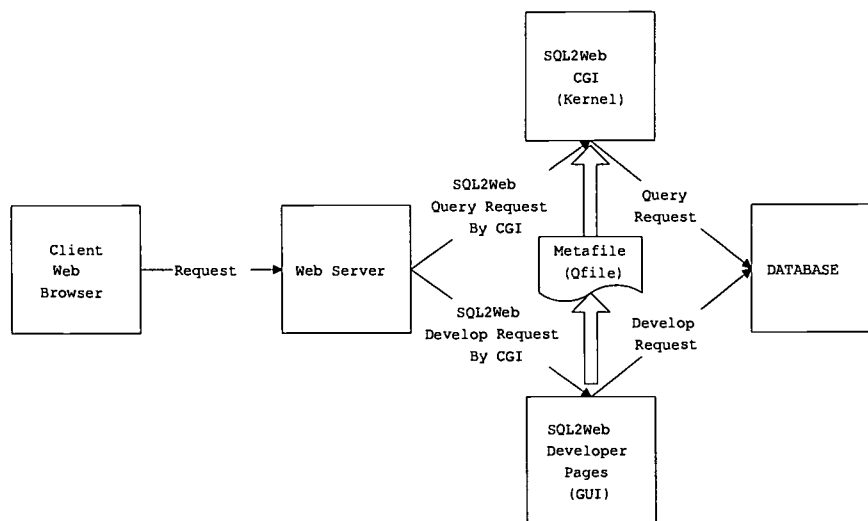 SQL2Web
CGI
(Kernel)
SQL2Web
Query Request
By CGI
Query
Request
Client
Web
Browser
Request
Web Server
Metafile
(Qfile)
DATABASE
SQL2Web
Develop Request
By CGI
Develop
Request
SQL2Web
Developer
Pages
(GUI)